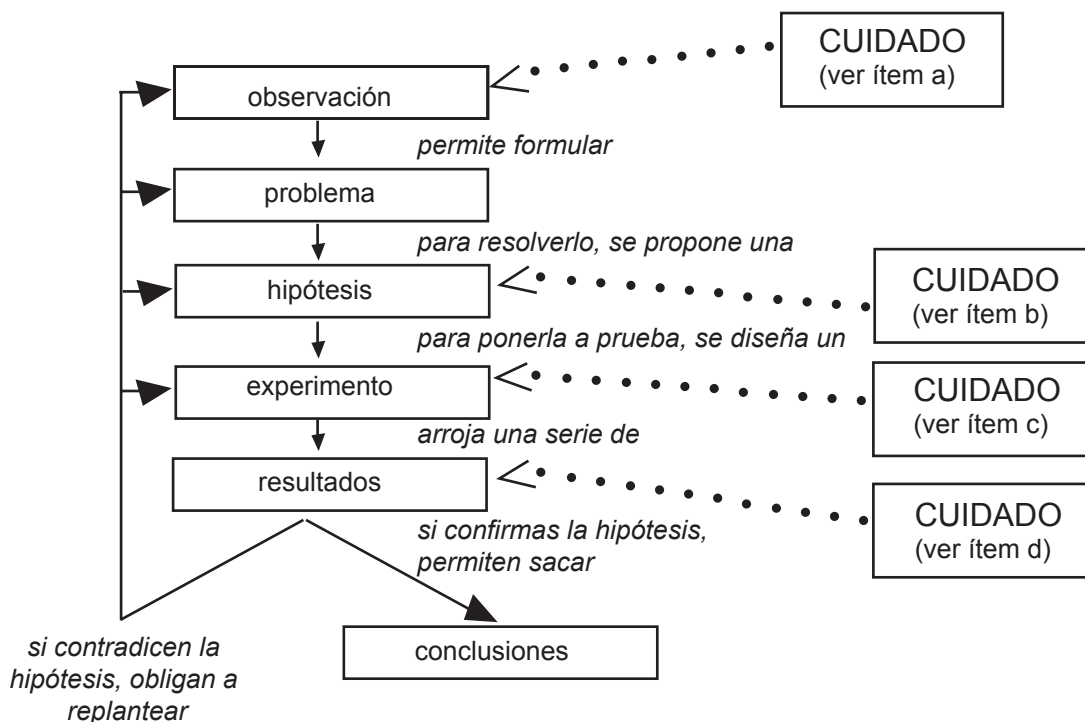 CUIDADO
(ver ítem a)
observación
permite formular
problema
para resolverlo, se propone una
hipótesis
CUIDADO
(ver ítem b)
para ponerla a prueba, se diseña un
experimento
CUIDADO
(ver ítem c)
arroja una serie de
resultados
CUIDADO
(ver ítem d)
si confirmas la hipótesis,
permiten sacar
conclusiones
si contradicen la
hipótesis, obligan a
replantear